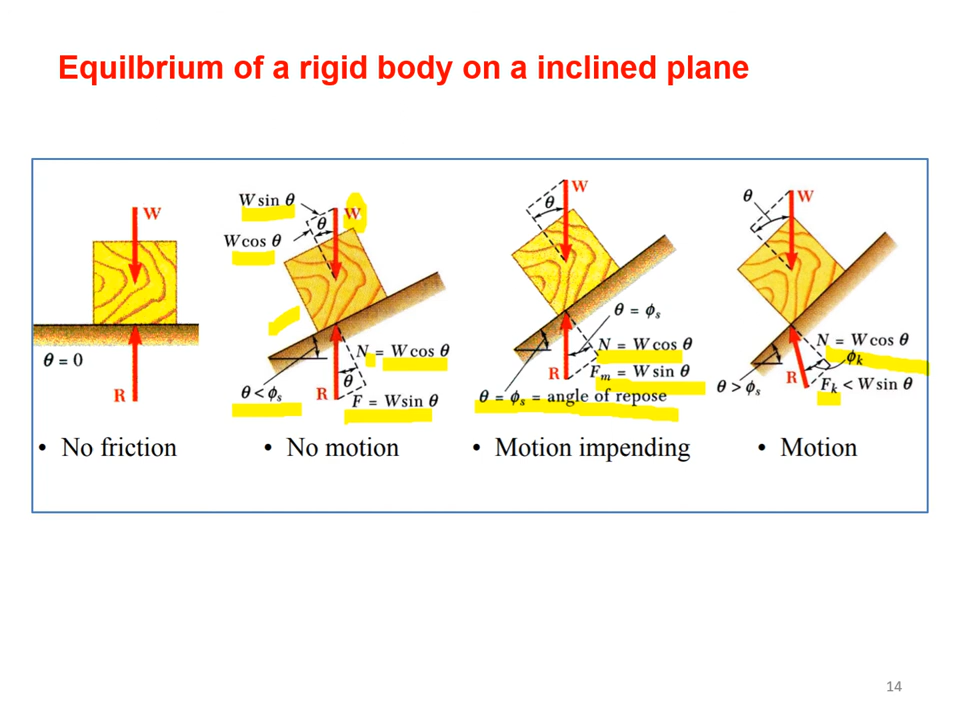 Equilbrium of a rigid body on a inclined plane
W
θ = 0
R
• No friction
W sin θ
W cos θ
W
θ
N = W cos θ
θ
θ < ϕs
R
F = W sin θ
• No motion
W
θ
θ = ϕs
N = W cos θ
R
Fm = W sin θ
θ = ϕs = angle of repose
• Motion impending
θ
W
N = W cos θ
ϕk
θ > ϕs
R
Fk < W sin θ
• Motion
14